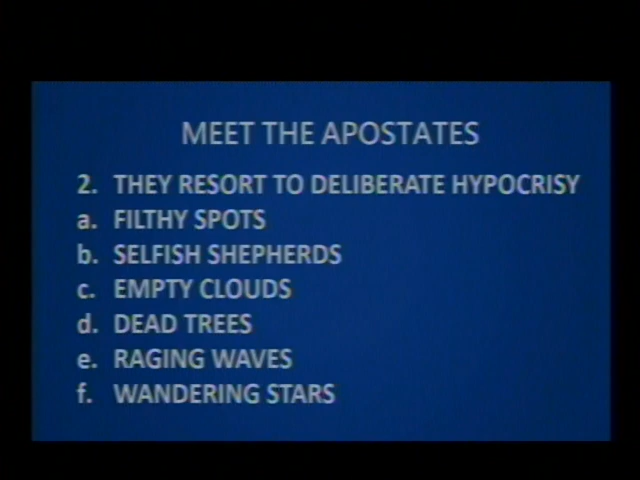 MEET THE APOSTATES
2. THEY RESORT TO DELIBERATE HYPOCRISY
a. FILTHY SPOTS
b. SELFISH SHEPHERDS
c. EMPTY CLOUDS
d. DEAD TREES
e. RAGING WAVES
f. WANDERING STARS